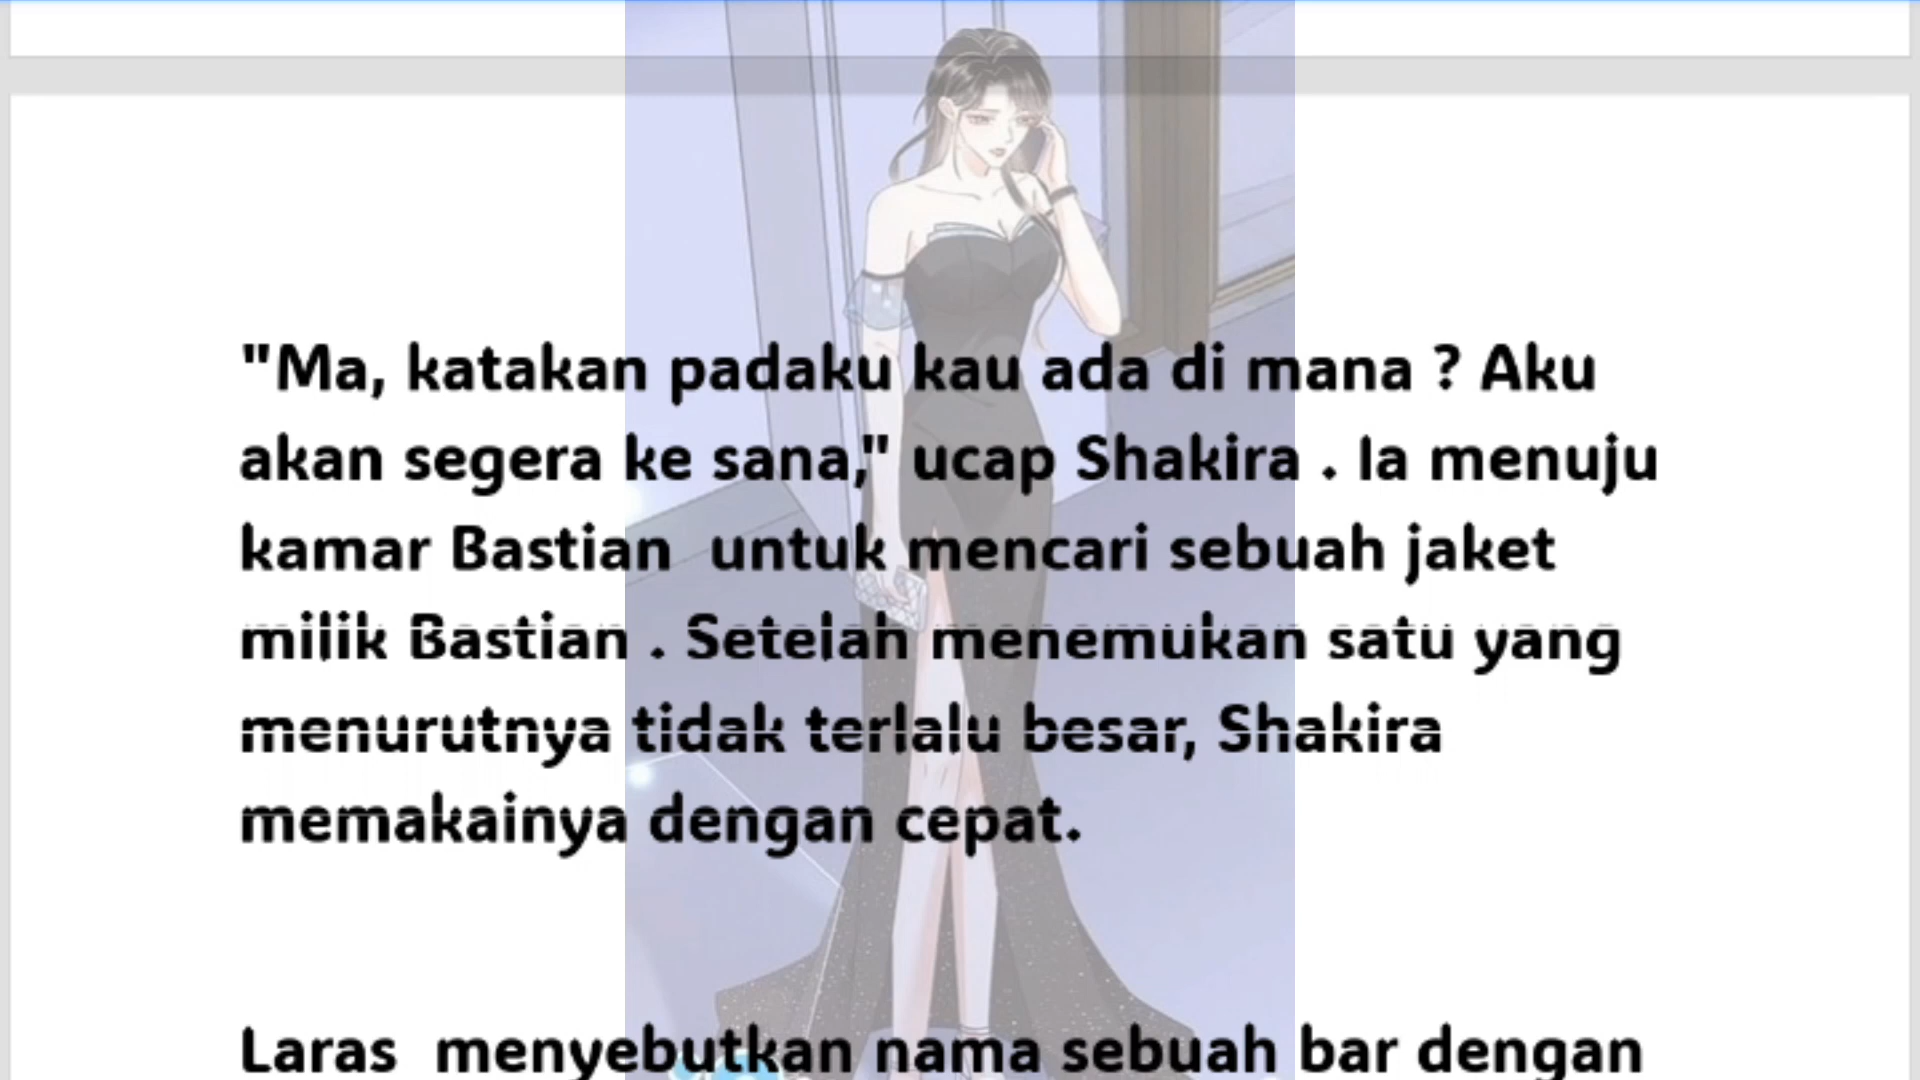 "Ma, katakan padaku kau ada di mana ? Aku
akan segera ke sana," ucap Shakira . Ia menuju
kamar Bastian  untuk mencari sebuah jaket
milik Bastian . Setelah menemukan satu yang
menurutnya tidak terlalu besar, Shakira
memakainya dengan cepat.
Laras  menyebutkan nama sebuah bar dengan